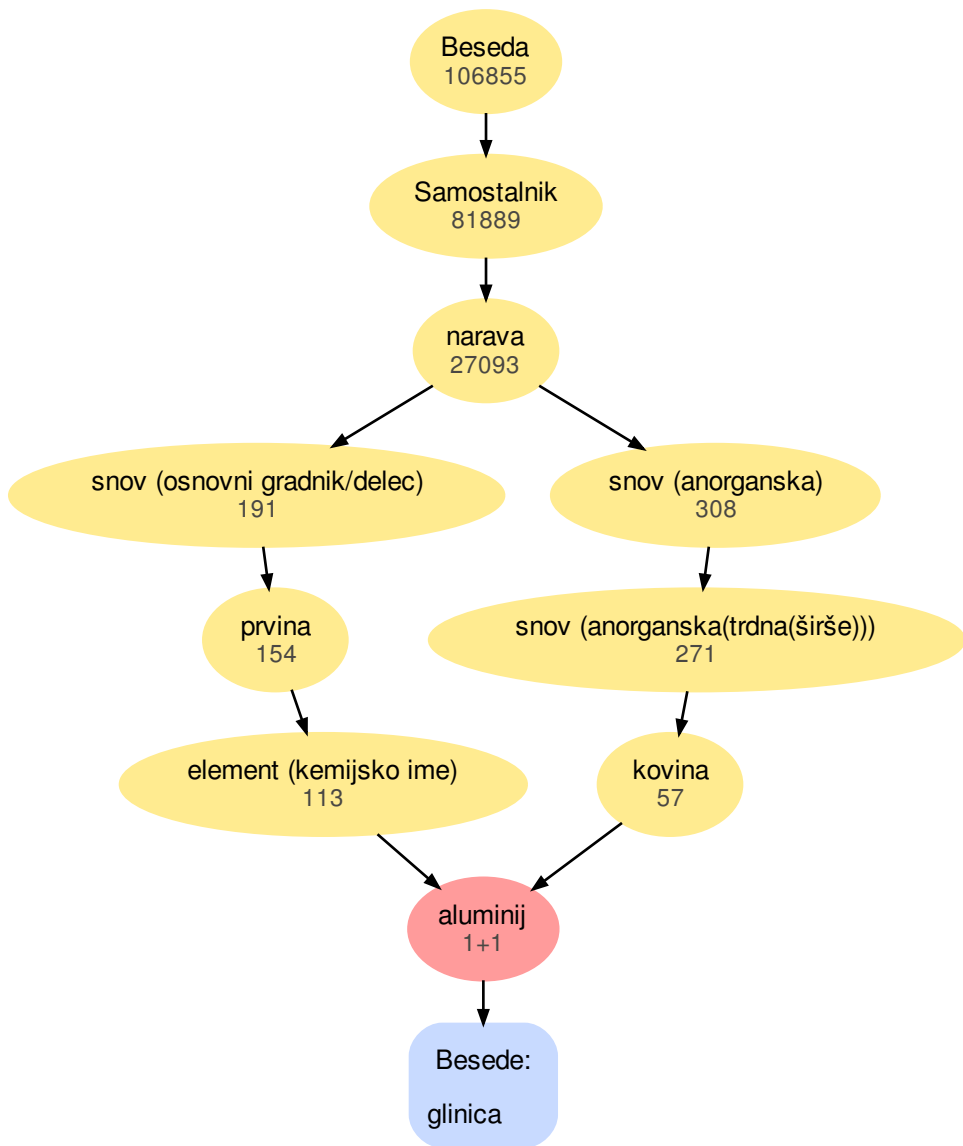 Beseda
106855
Samostalnik
81889
narava
27093
snov (osnovni gradnik/delec)
191
snov (anorganska)
308
prvina
154
snov (anorganska(trdna(širše)))
271
element (kemijsko ime)
113
kovina
57
aluminij
1+1
Besede:
glinica